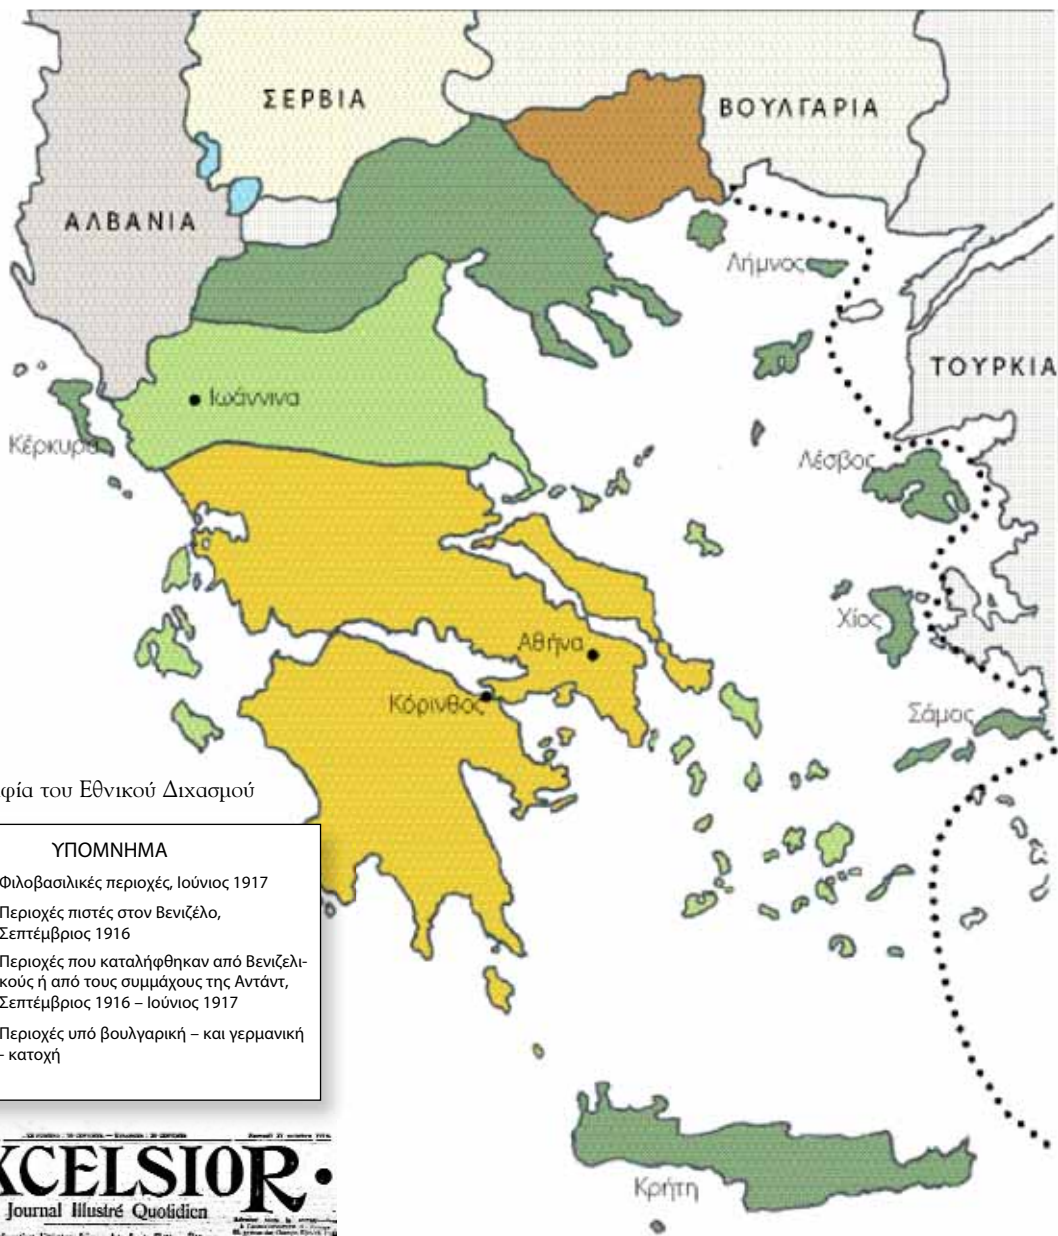 ΣΕΡΒΙΑ
ΒΟΥΛΓΑΡΙΑ
ΑΛΒΑΝΙΑ
Λήμνος
ΤΟΥΡΚΙΑ
Ιωάννινα
Κέρκυρα
Λέσβος
Χίος
Αθήνα
Κόρινθος
Σάμος
φία του Εθνικού Διχασμού
ΥΠΟΜΝΗΜΑ
Φιλοβασιλικές περιοχές, Ιούνιος 1917
Περιοχές πιστές στον Βενιζέλο,
Σεπτέμβριος 1916
Περιοχές που καταλήφθηκαν από Βενιζελι-
κούς ή από τους συμμάχους της Αντάντ,
Σεπτέμβριος 1916 – Ιούνιος 1917
Περιοχές υπό βουλγαρική – και γερμανική
- κατοχή
Κρήτη
XCELSIOR
Journal Illustré Quotidien